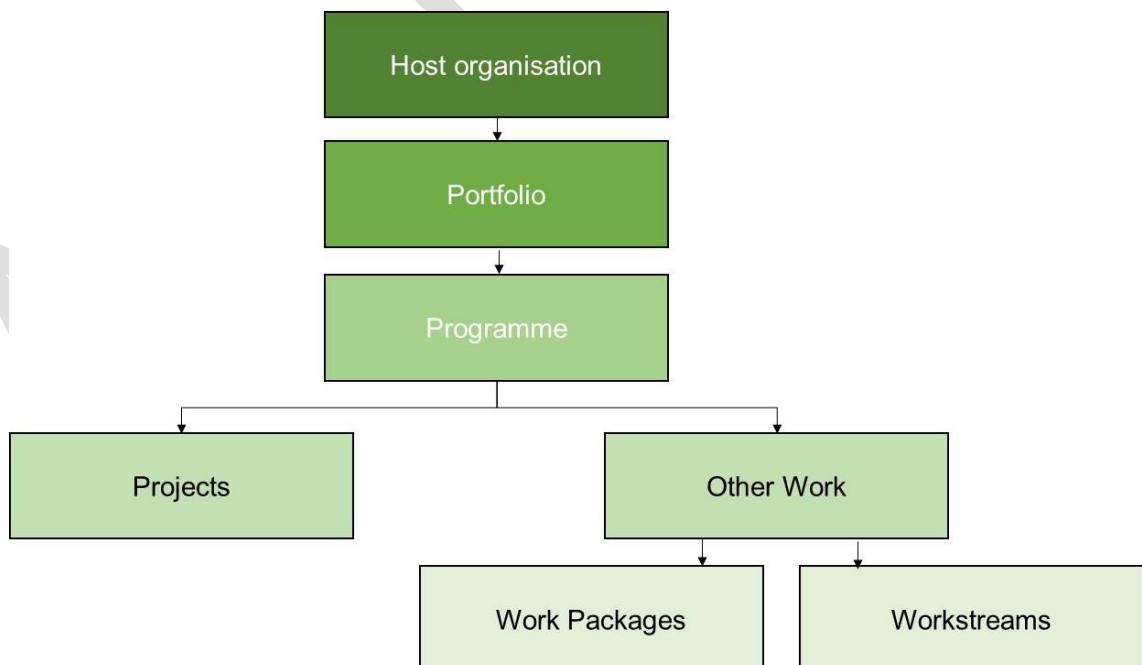 Host organisation
Portfolio
Programme
Projects
Other Work
Work Packages
Workstreams